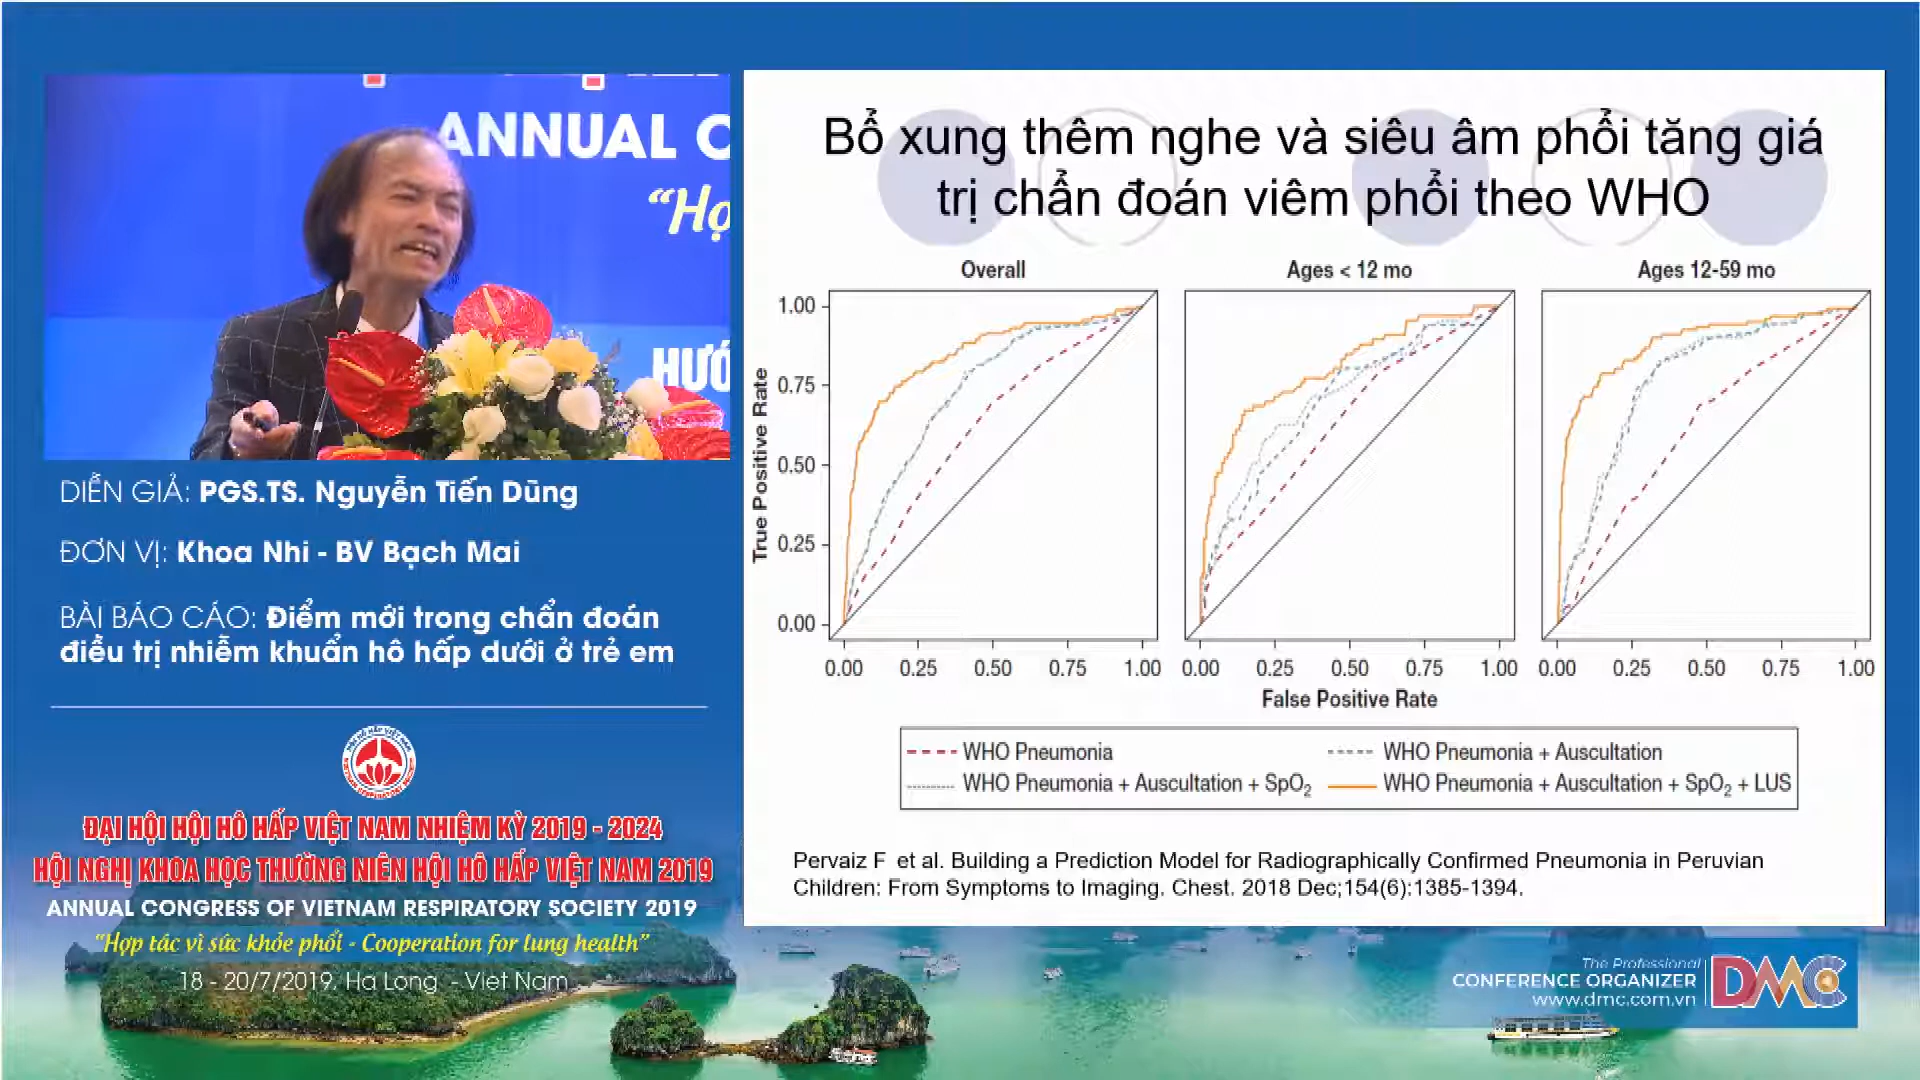 ANNUAL C
“Họ
HƯỚ
DIỄN GIẢ: PGS.TS. Nguyễn Tiến Dũng
ĐƠN VỊ: Khoa Nhi - BV Bạch Mai
BÀI BÁO CÁO: Điểm mới trong chẩn đoán
điều trị nhiễm khuẩn hô hấp dưới ở trẻ em
ĐẠI HỘI HỘI HÔ HẤP VIỆT NAM NHIỆM KỲ 2019 - 2024
HỘI NGHỊ KHOA HỌC THƯỜNG NIÊN HỘI HÔ HẤP VIỆT NAM 2019
ANNUAL CONGRESS OF VIETNAM RESPIRATORY SOCIETY 2019
“Hợp tác vì sức khỏe phổi - Cooperation for lung health”
18 - 20/7/2019. Ha Long - Viet Nam
Bổ xung thêm nghe và siêu âm phổi tăng giá
trị chẩn đoán viêm phổi theo WHO
Overall Ages < 12 mo Ages 12-59 mo
True Positive Rate
1.00
0.75
0.50
0.25
0.00
0.00 0.25 0.50 0.75 1.00 0.00 0.25 0.50 0.75 1.00 0.00 0.25 0.50 0.75 1.00
False Positive Rate
WHO Pneumonia WHO Pneumonia + Auscultation
WHO Pneumonia + Auscultation + SpO₂ WHO Pneumonia + Auscultation + SpO₂ + LUS
Pervaiz F et al. Building a Prediction Model for Radiographically Confirmed Pneumonia in Peruvian
Children: From Symptoms to Imaging. Chest. 2018 Dec;154(6):1385-1394.
The Professional
CONFERENCE ORGANIZER
www.dmc.com.vn
DMC